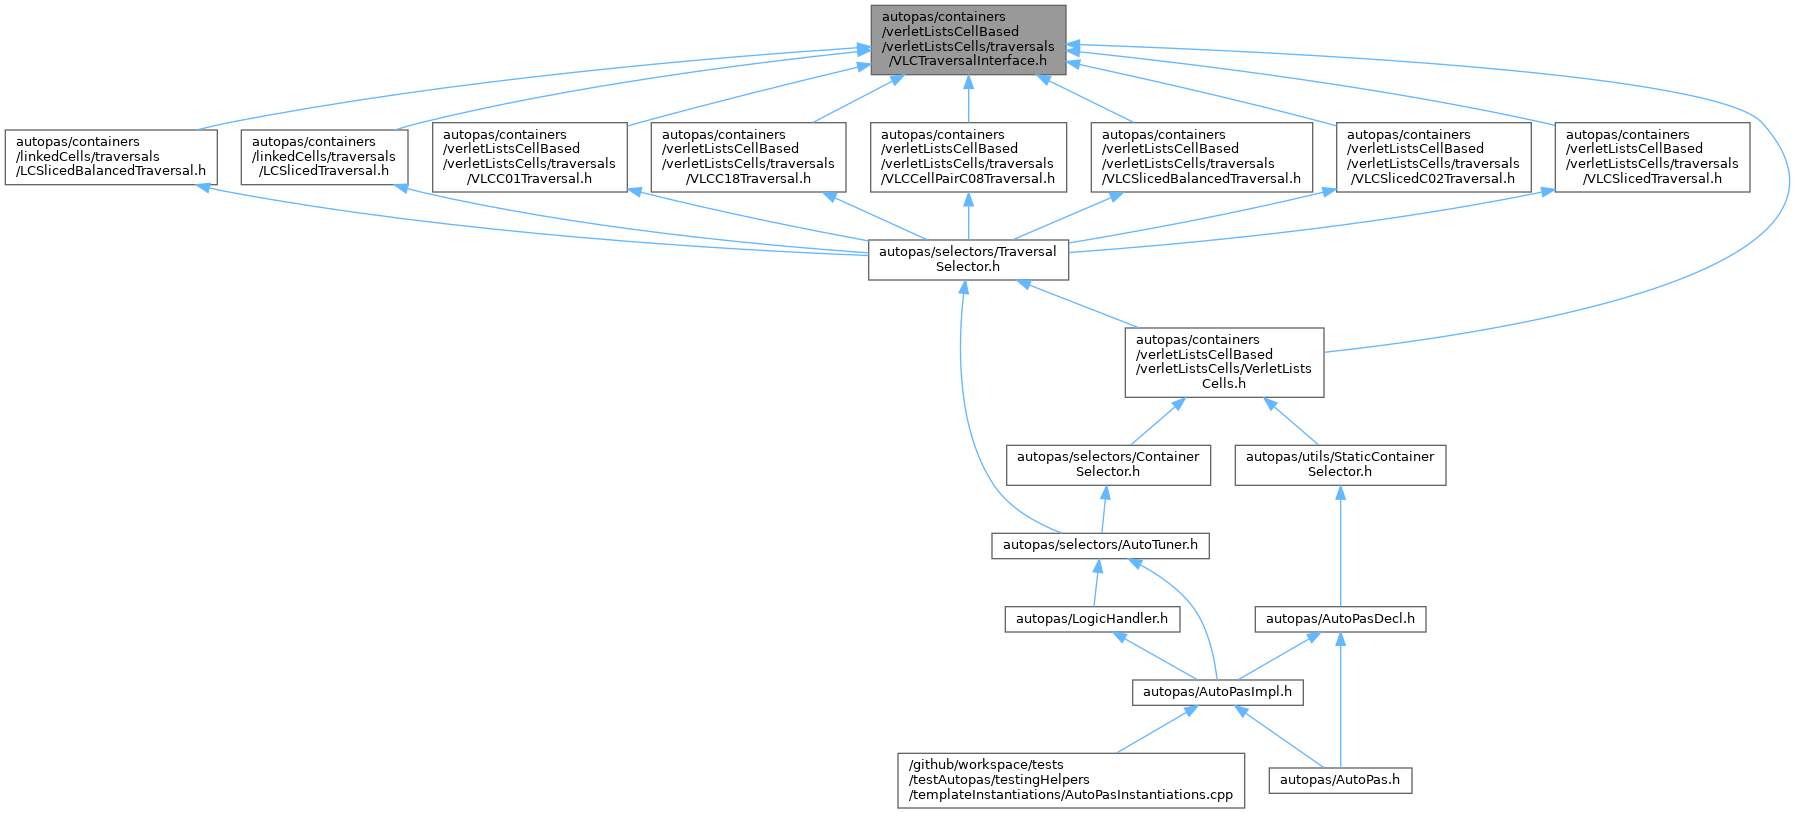 autopas/containers
/verletListsCellBased
/verletListsCells/traversals
/VLCTraversalInterface.h
autopas/containers
/linkedCells/traversals
/LCSlicedBalancedTraversal.h
autopas/containers
/linkedCells/traversals
/LCSlicedTraversal.h
autopas/containers
/verletListsCellBased
/verletListsCells/traversals
/VLCC01Traversal.h
autopas/containers
/verletListsCellBased
/verletListsCells/traversals
/VLCC18Traversal.h
autopas/containers
/verletListsCellBased
/verletListsCells/traversals
/VLCCellPairC08Traversal.h
autopas/containers
/verletListsCellBased
/verletListsCells/traversals
/VLCSlicedBalancedTraversal.h
autopas/containers
/verletListsCellBased
/verletListsCells/traversals
/VLCSlicedC02Traversal.h
autopas/containers
/verletListsCellBased
/verletListsCells/traversals
/VLCSlicedTraversal.h
autopas/selectors/Traversal
Selector.h
autopas/containers
/verletListsCellBased
/verletListsCells/VerletLists
Cells.h
autopas/selectors/Container
Selector.h
autopas/utils/StaticContainer
Selector.h
autopas/selectors/AutoTuner.h
autopas/LogicHandler.h
autopas/AutoPasDecl.h
autopas/AutoPasImpl.h
/github/workspace/tests
/testAutopas/testingHelpers
/templateInstantiations/AutoPasInstantiations.cpp
autopas/AutoPas.h